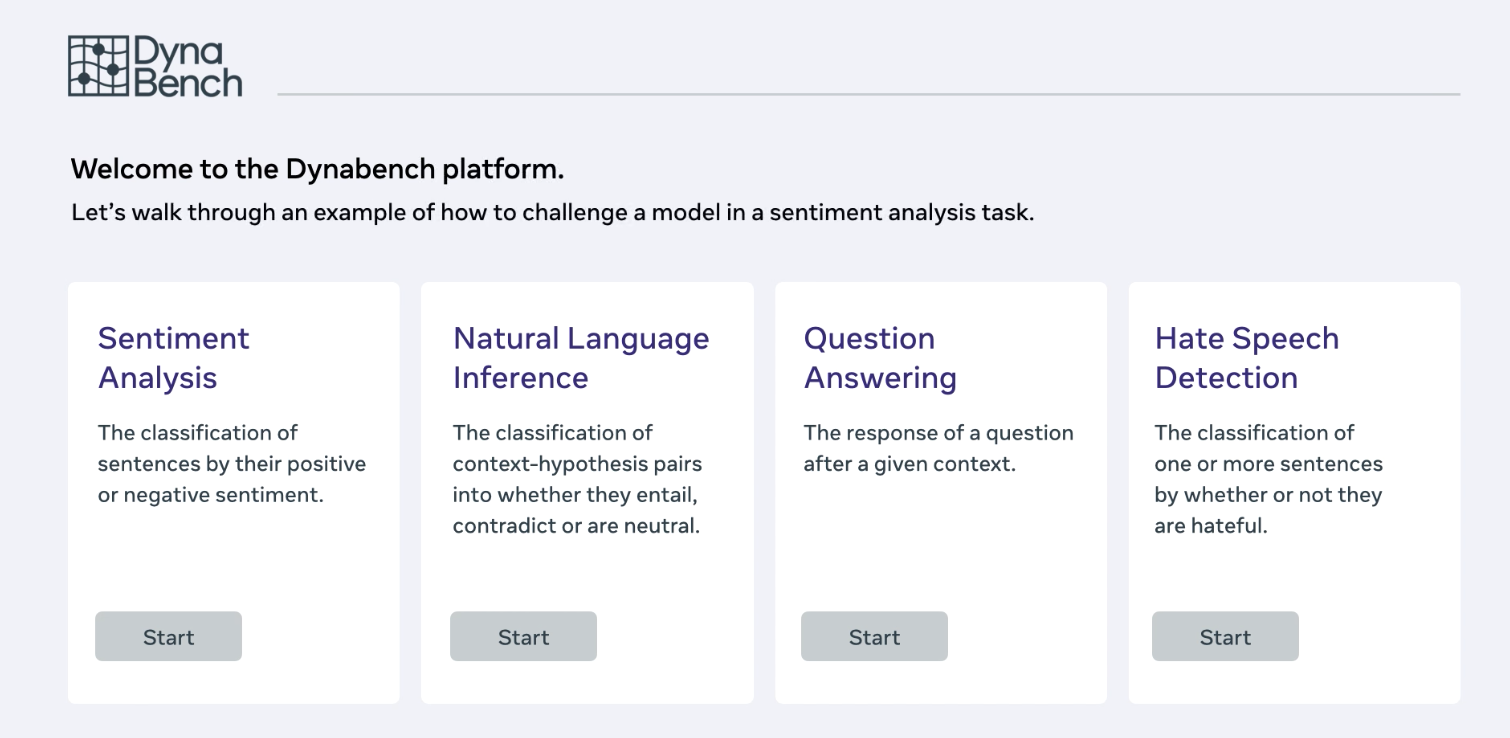 Dyna
Bench
Welcome to the Dynabench platform.
Let’s walk through an example of how to challenge a model in a sentiment analysis task.
Sentiment
Analysis
The classification of
sentences by their positive
or negative sentiment.
Start
Natural Language
Inference
The classification of
context-hypothesis pairs
into whether they entail,
contradict or are neutral.
Start
Question
Answering
The response of a question
after a given context.
Start
Hate Speech
Detection
The classification of
one or more sentences
by whether or not they
are hateful.
Start